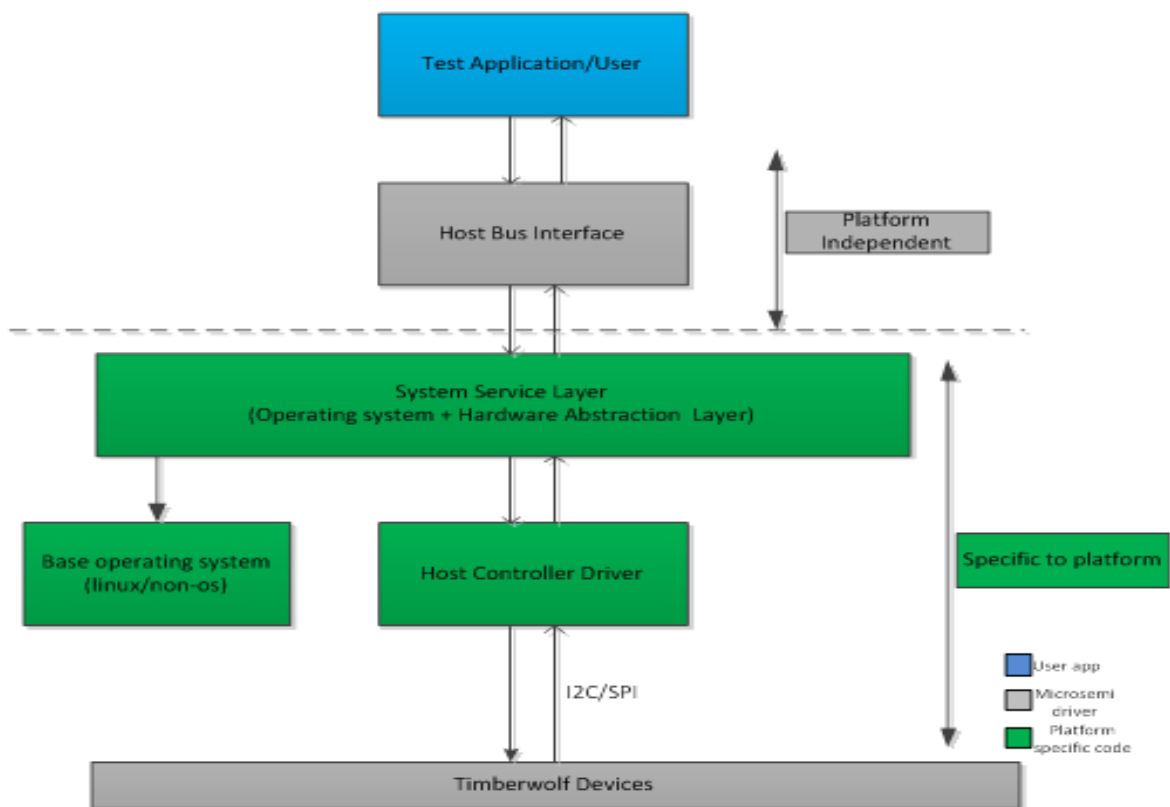 Test Application/User
Host Bus Interface
Platform
Independent
System Service Layer
(Operating system + Hardware Abstraction Layer)
Base operating system
(linux/non-os)
Host Controller Driver
Specific to platform
I2C/SPI
User app
Microsemi
driver
Platform
specific code
Timberwolf Devices